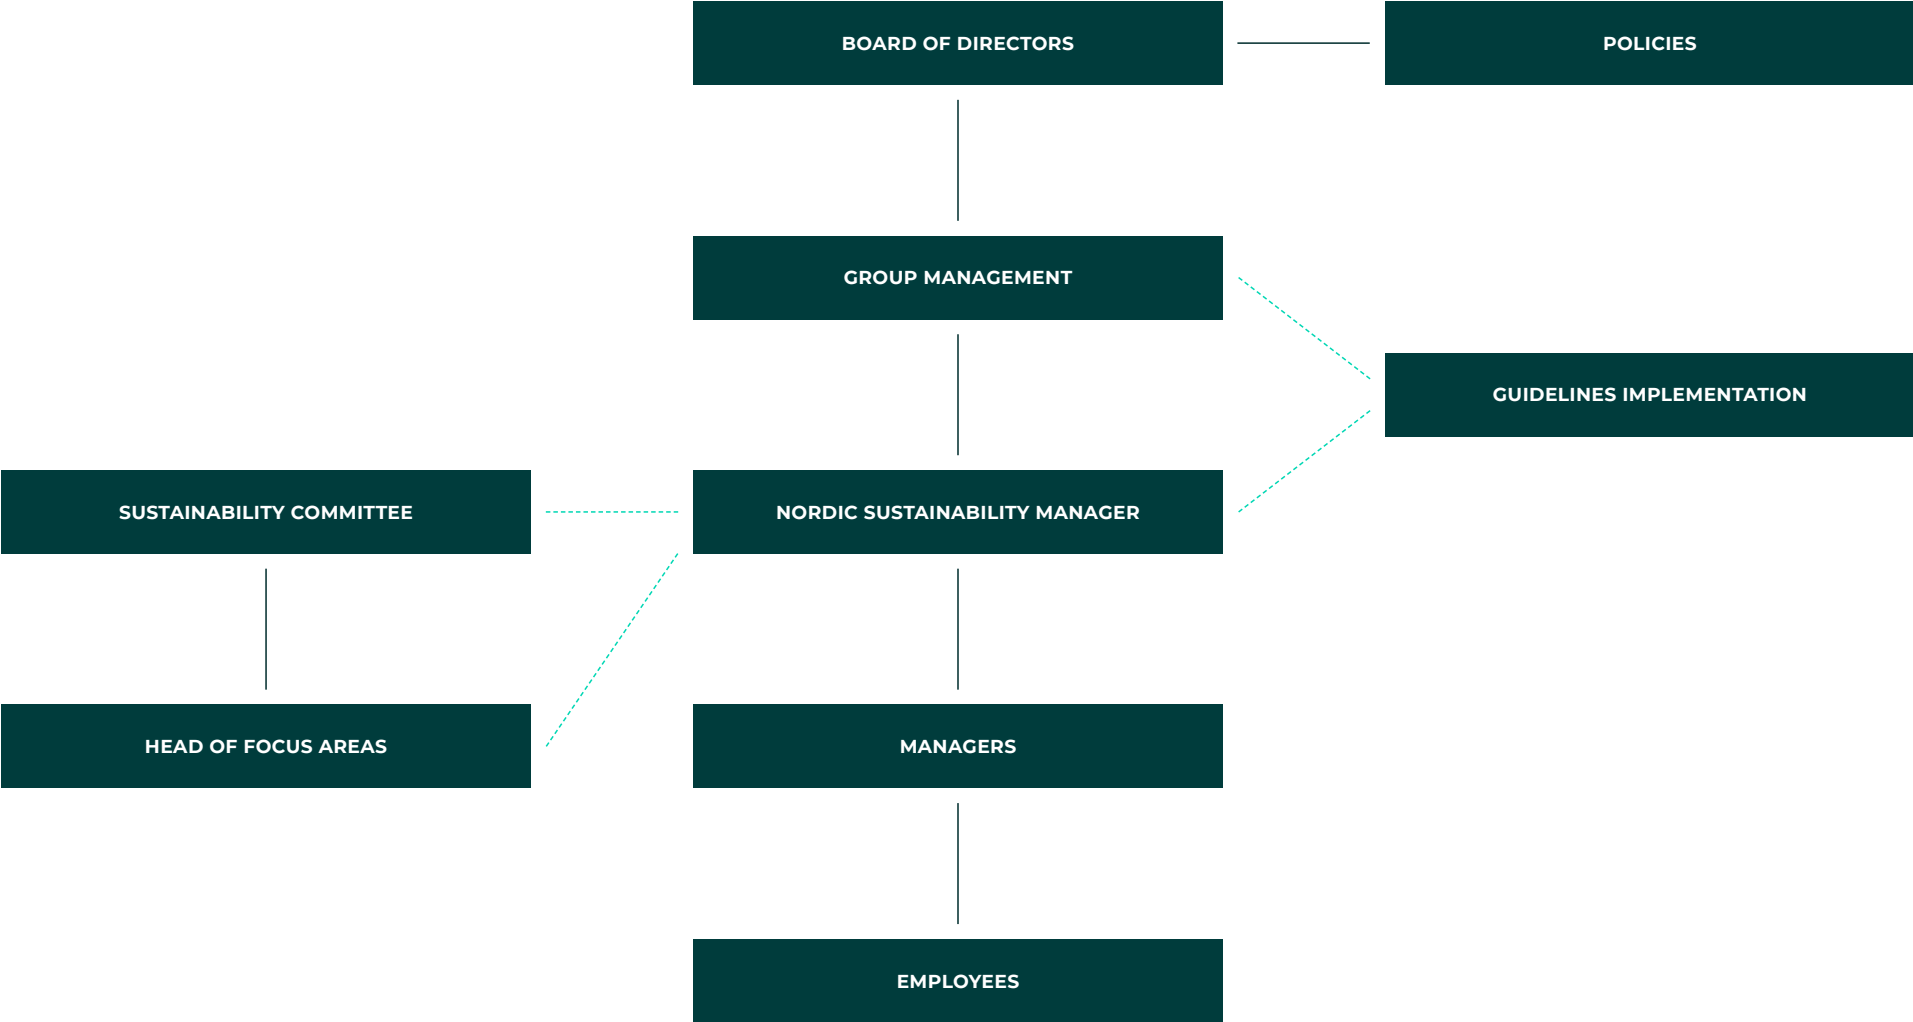 BOARD OF DIRECTORS
POLICIES
GROUP MANAGEMENT
GUIDELINES IMPLEMENTATION
SUSTAINABILITY COMMITTEE
NORDIC SUSTAINABILITY MANAGER
HEAD OF FOCUS AREAS
MANAGERS
EMPLOYEES